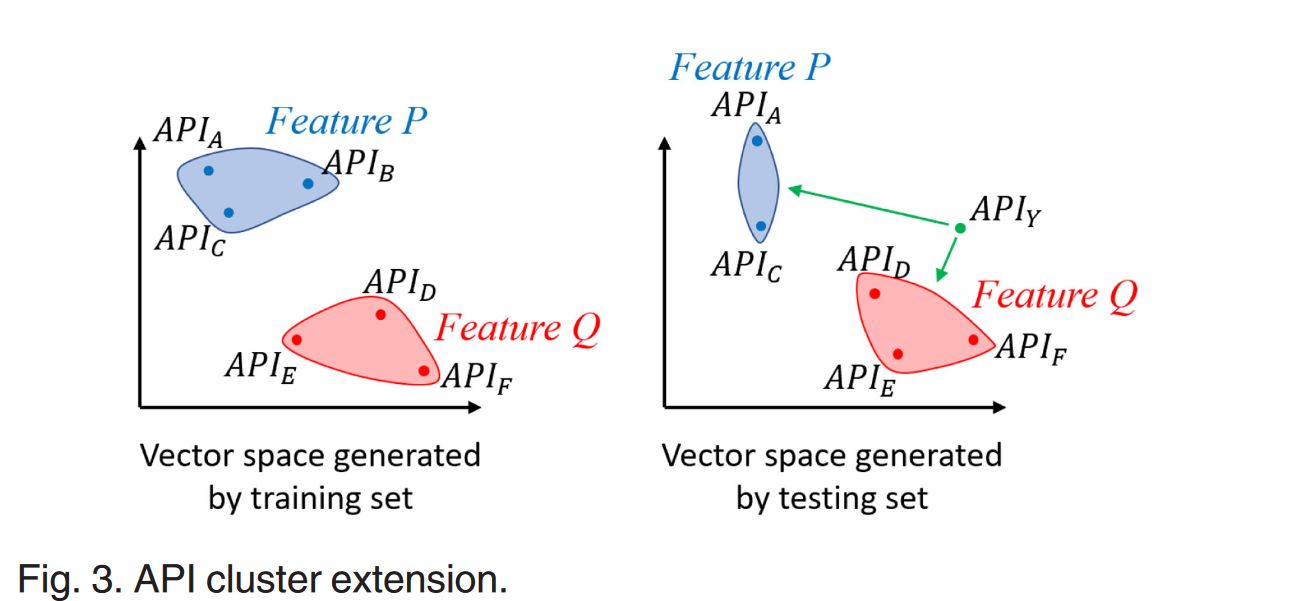 Feature P
API_A
API_B
API_C
API_D
Feature Q
API_E
API_F
Vector space generated
by training set
Feature P
API_A
API_Y
API_C
API_D
Feature Q
API_F
API_E
Vector space generated
by testing set
Fig. 3. API cluster extension.